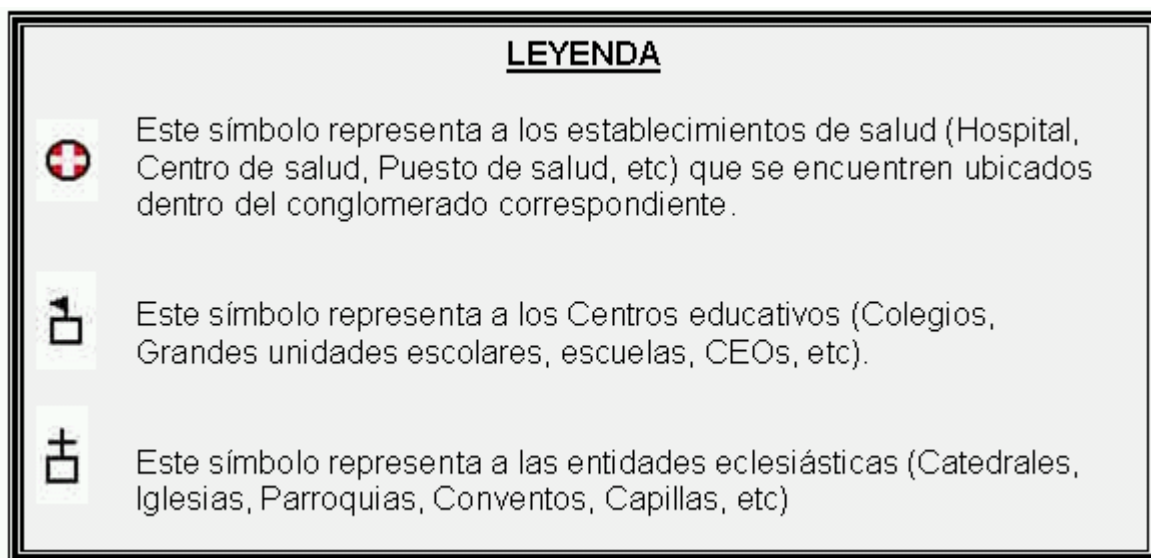 LEYENDA
Este símbolo representa a los establecimientos de salud (Hospital,
Centro de salud, Puesto de salud, etc) que se encuentren ubicados
dentro del conglomerado correspondiente.
Este símbolo representa a los Centros educativos (Colegios,
Grandes unidades escolares, escuelas, CEOs, etc).
Este símbolo representa a las entidades eclesiásticas (Catedrales,
Iglesias, Parroquias, Conventos, Capillas, etc)